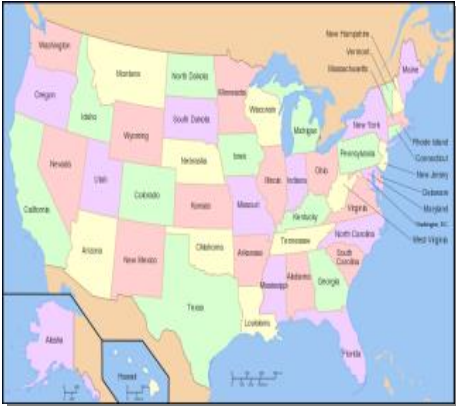 New Hampshire
Vermont
Massachusetts
Washington
Maine
Montana
North Dakota
Minnesota
Oregon
Idaho
Wisconsin
South Dakota
New York
Michigan
Wyoming
Rhode Island
Connecticut
Pennsylvania
Iowa
Nebraska
Nevada
New Jersey
Ohio
Illinois
Indiana
Utah
Delaware
Colorado
Maryland
Kansas
Missouri
California
Virginia
Kentucky
Washington, D.C.
West Virginia
North Carolina
Tennessee
Oklahoma
Arizona
Arkansas
New Mexico
South
Carolina
Mississippi
Alabama
Georgia
Texas
Louisiana
Alaska
Florida
Hawaii